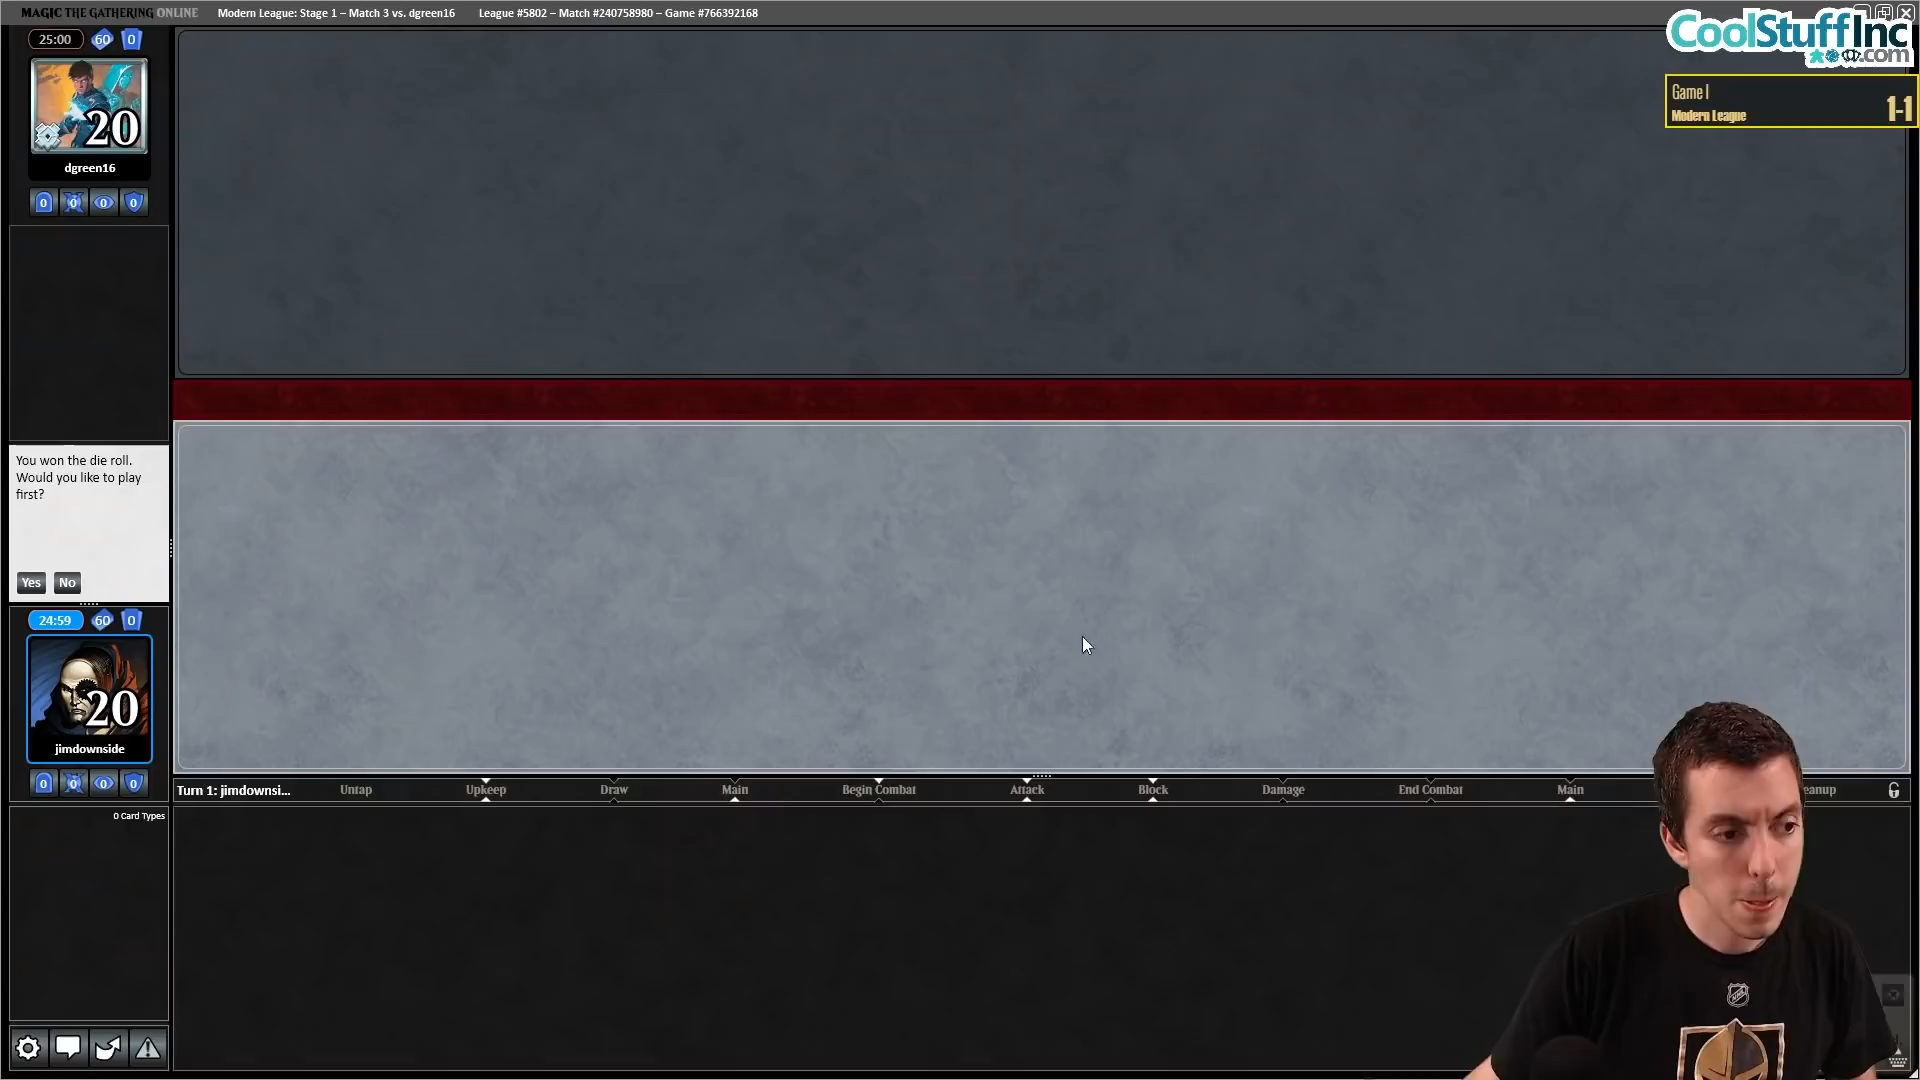 MAGIC THE GATHERING ONLINE
Modern League: Stage 1 – Match 3 vs. dgreen16
League #5802 – Match #240758980 – Game #766392168
CoolStuffInc
.com
25:00
60
0
20
dgreen16
0
0
0
0
Game 1
Modern League
1-1
You won the die roll.
Would you like to play
first?
Yes
No
24:59
60
0
20
jimdownside
0
0
0
0
Turn 1: jimdownsi...
Untap
Upkeep
Draw
Main
Begin Combat
Attack
Block
Damage
End Combat
Main
eanup
0 Card Types